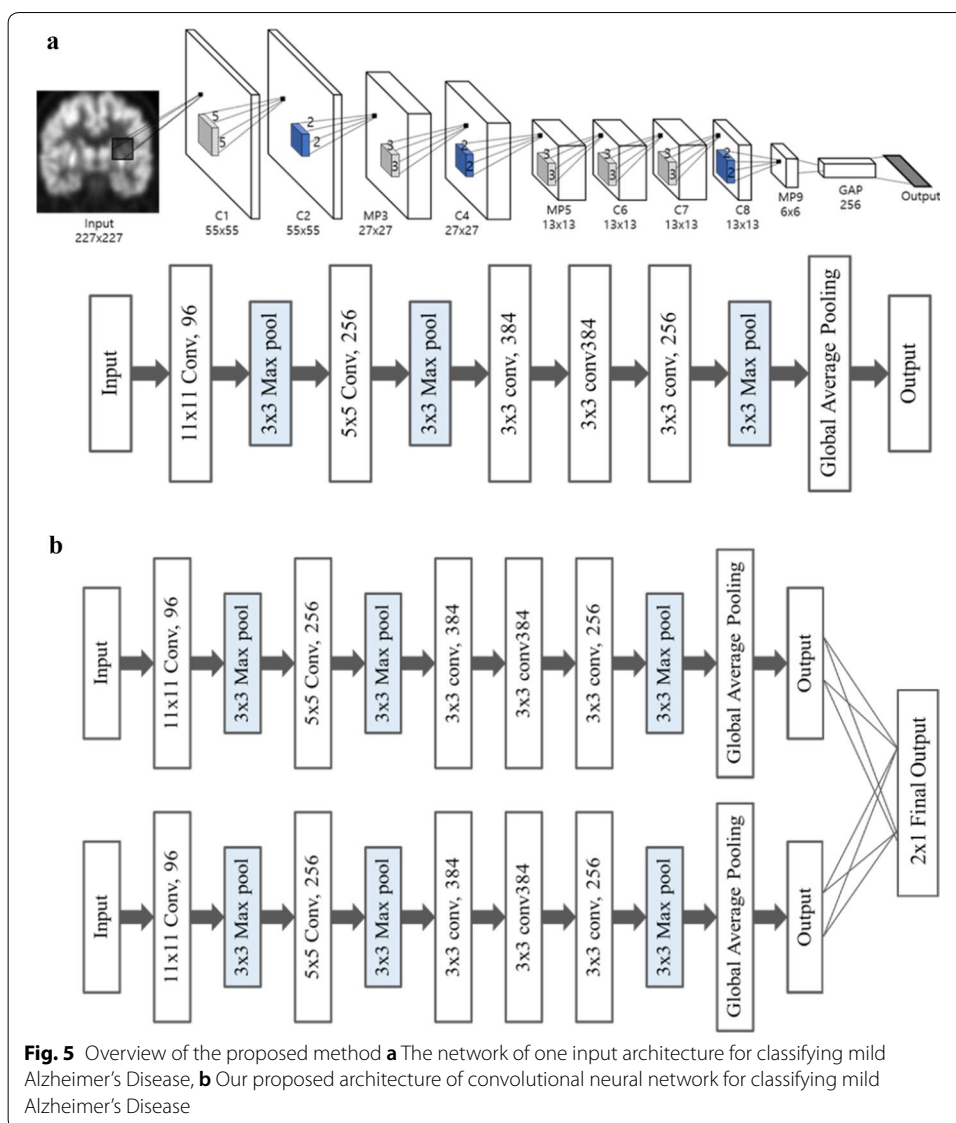 a
5
5
2
2
3
3
2
2
3
3
3
3
3
3
2
2
Input
227x227
C1
55x55
C2
55x55
MP3
27x27
C4
27x27
MP5
13x13
C6
13x13
C7
13x13
C8
13x13
MP9
6x6
GAP
256
Output
Input
11x11 Conv, 96
3x3 Max pool
5x5 Conv, 256
3x3 Max pool
3x3 conv, 384
3x3 conv384
3x3 conv, 256
3x3 Max pool
Global Average Pooling
Output
b
Input
11x11 Conv, 96
3x3 Max pool
5x5 Conv, 256
3x3 Max pool
3x3 conv, 384
3x3 conv384
3x3 conv, 256
3x3 Max pool
Global Average Pooling
Output
Input
11x11 Conv, 96
3x3 Max pool
5x5 Conv, 256
3x3 Max pool
3x3 conv, 384
3x3 conv384
3x3 conv, 256
3x3 Max pool
Global Average Pooling
Output
2x1 Final Output
Fig. 5 Overview of the proposed method a The network of one input architecture for classifying mild
Alzheimer's Disease, b Our proposed architecture of convolutional neural network for classifying mild
Alzheimer's Disease